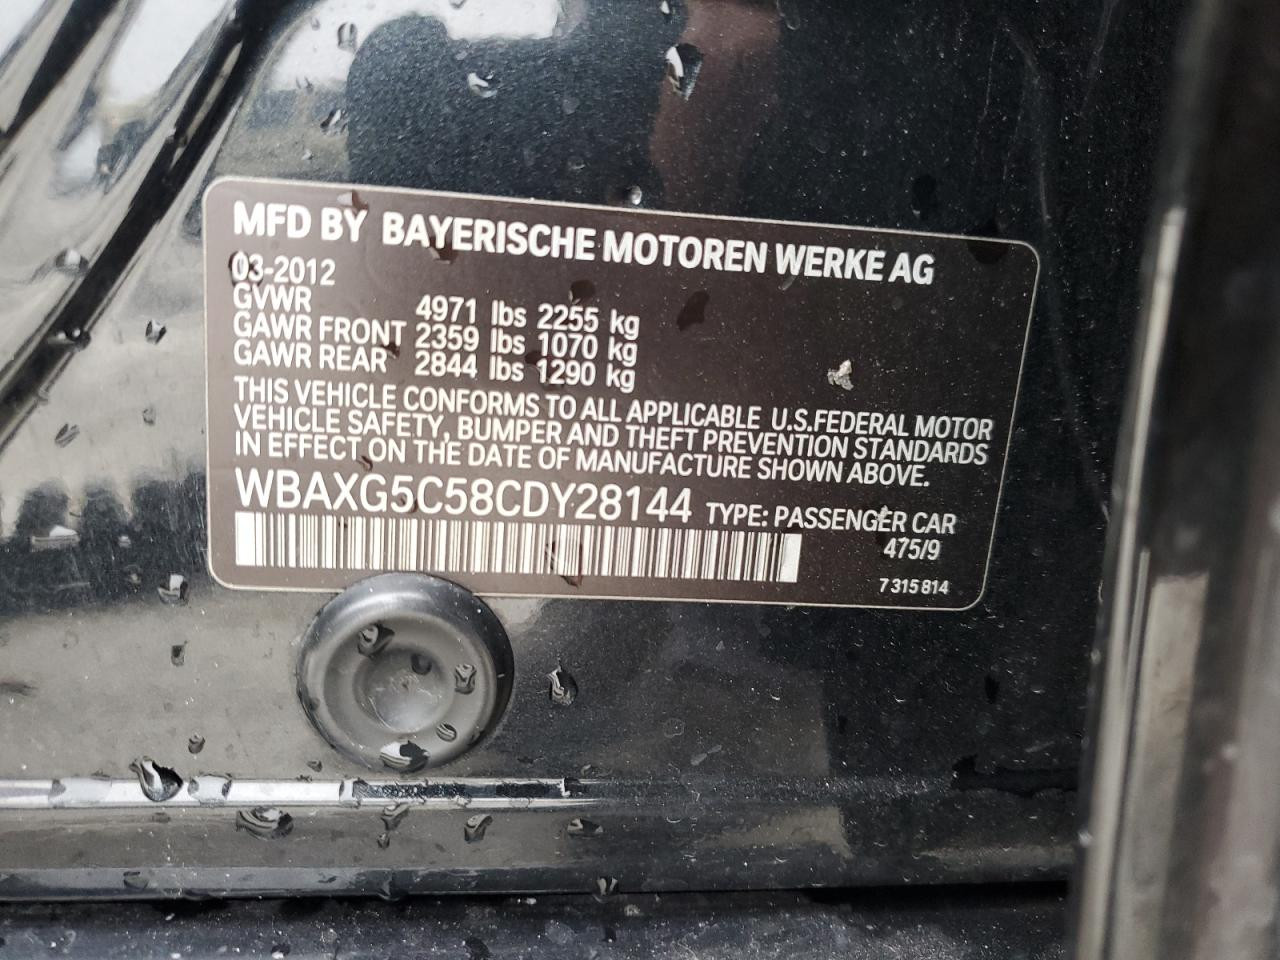 MFD BY BAYERISCHE MOTOREN WERKE AG
03-2012
GVWR 4971 lbs 2255 kg
GAWR FRONT 2359 lbs 1070 kg
GAWR REAR 2844 lbs 1290 kg
THIS VEHICLE CONFORMS TO ALL APPLICABLE U.S.FEDERAL MOTOR
VEHICLE SAFETY, BUMPER AND THEFT PREVENTION STANDARDS
IN EFFECT ON THE DATE OF MANUFACTURE SHOWN ABOVE.
WBAXG5C58CDY28144 TYPE: PASSENGER CAR
475/9
7 315 814